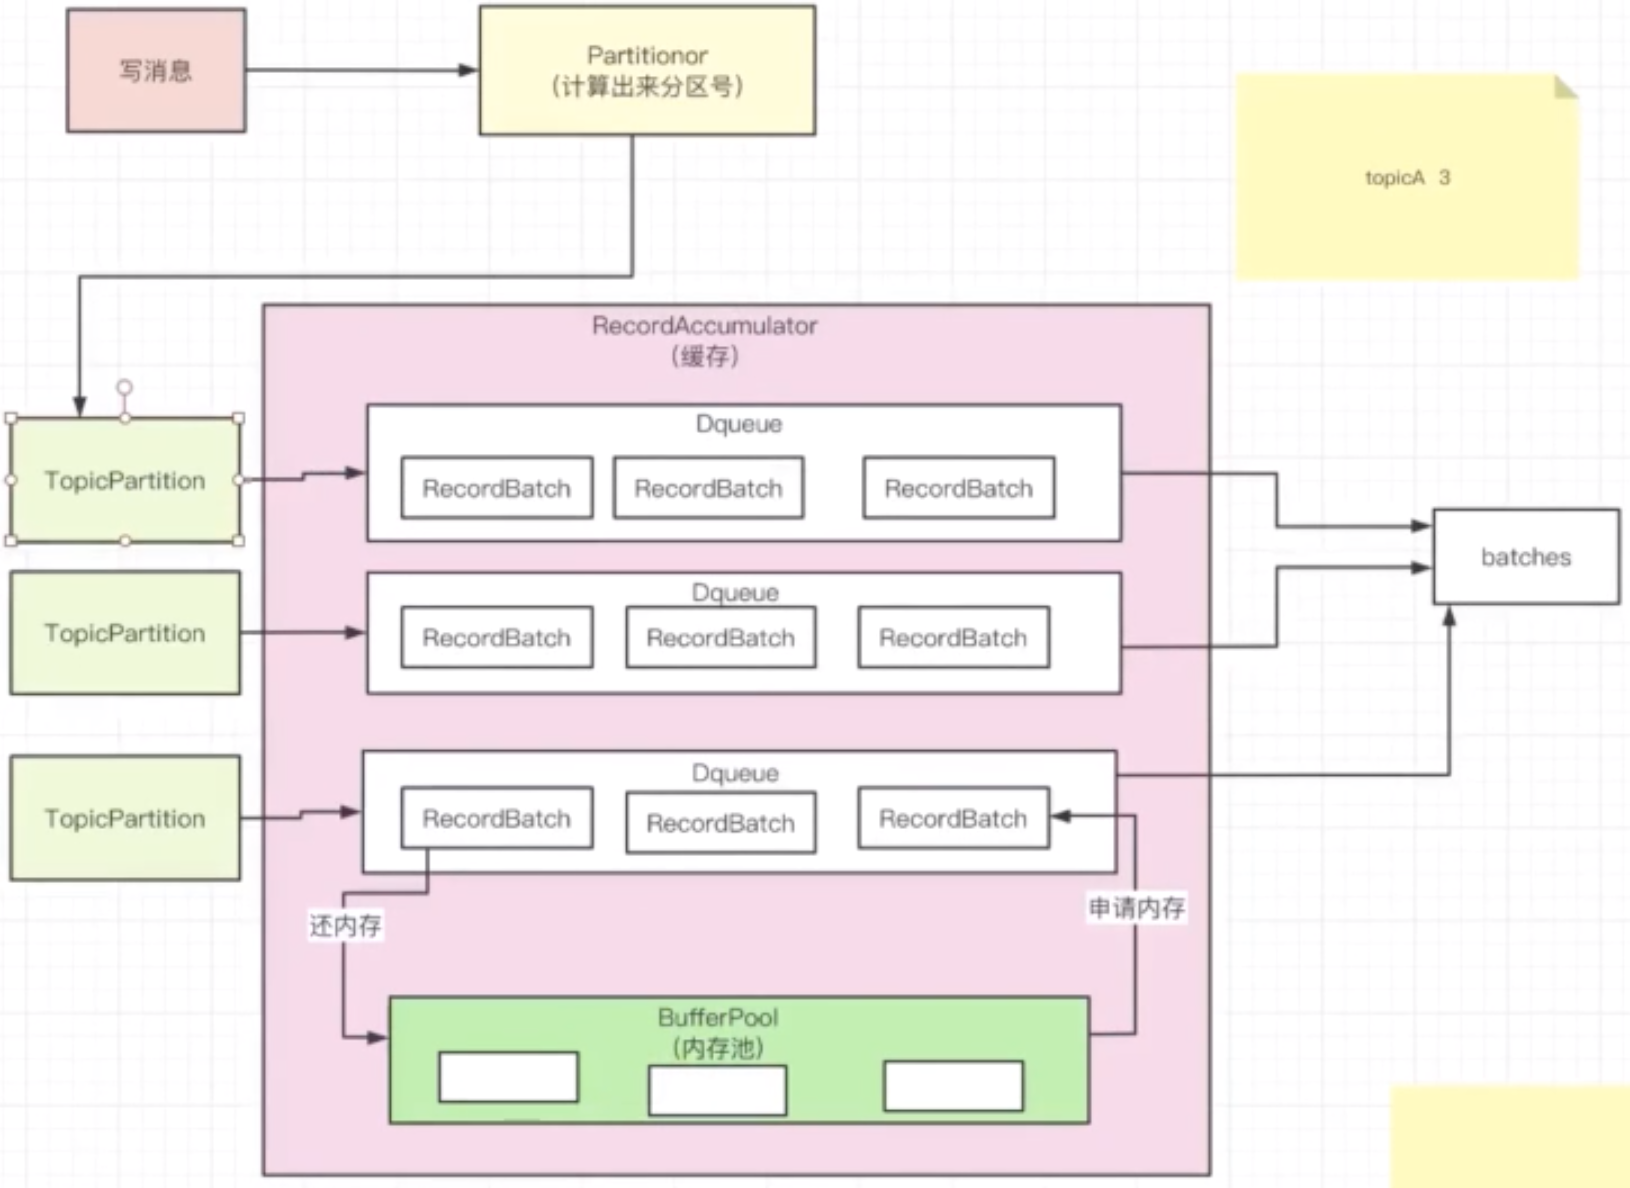 写消息
Partitionor
（计算出来分区号）
topicA 3
RecordAccumulator
（缓存）
Dqueue
TopicPartition
RecordBatch
RecordBatch
RecordBatch
batches
Dqueue
TopicPartition
RecordBatch
RecordBatch
RecordBatch
Dqueue
TopicPartition
RecordBatch
RecordBatch
RecordBatch
还内存
申请内存
BufferPool
（内存池）